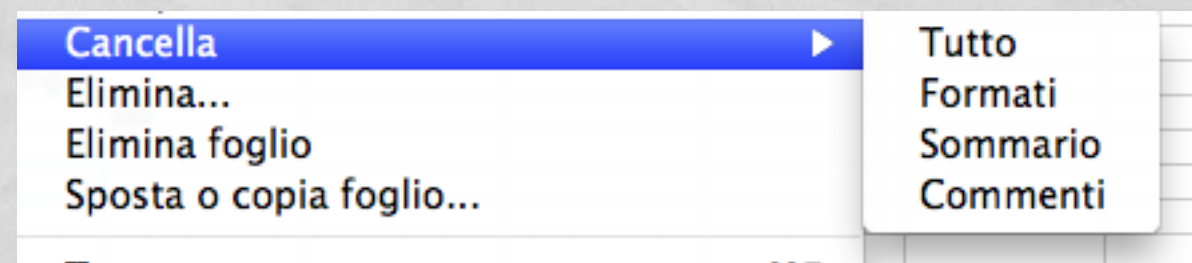 Cancella
Elimina...
Elimina foglio
Sposta o copia foglio...
Tutto
Formati
Sommario
Commenti